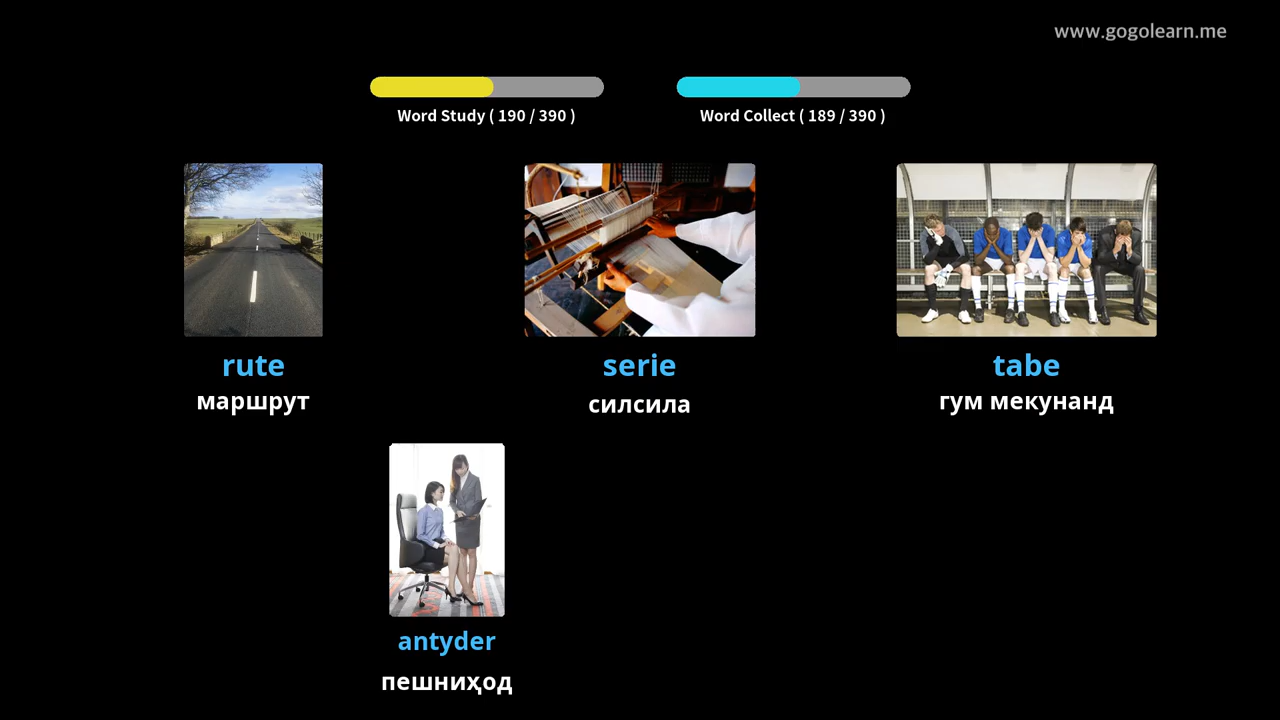 www.gogolearn.me
Word Study ( 190 / 390 )
Word Collect ( 189 / 390 )
rute
маршрут
serie
силсила
tabe
гум мекунанд
antyder
пешниҳод